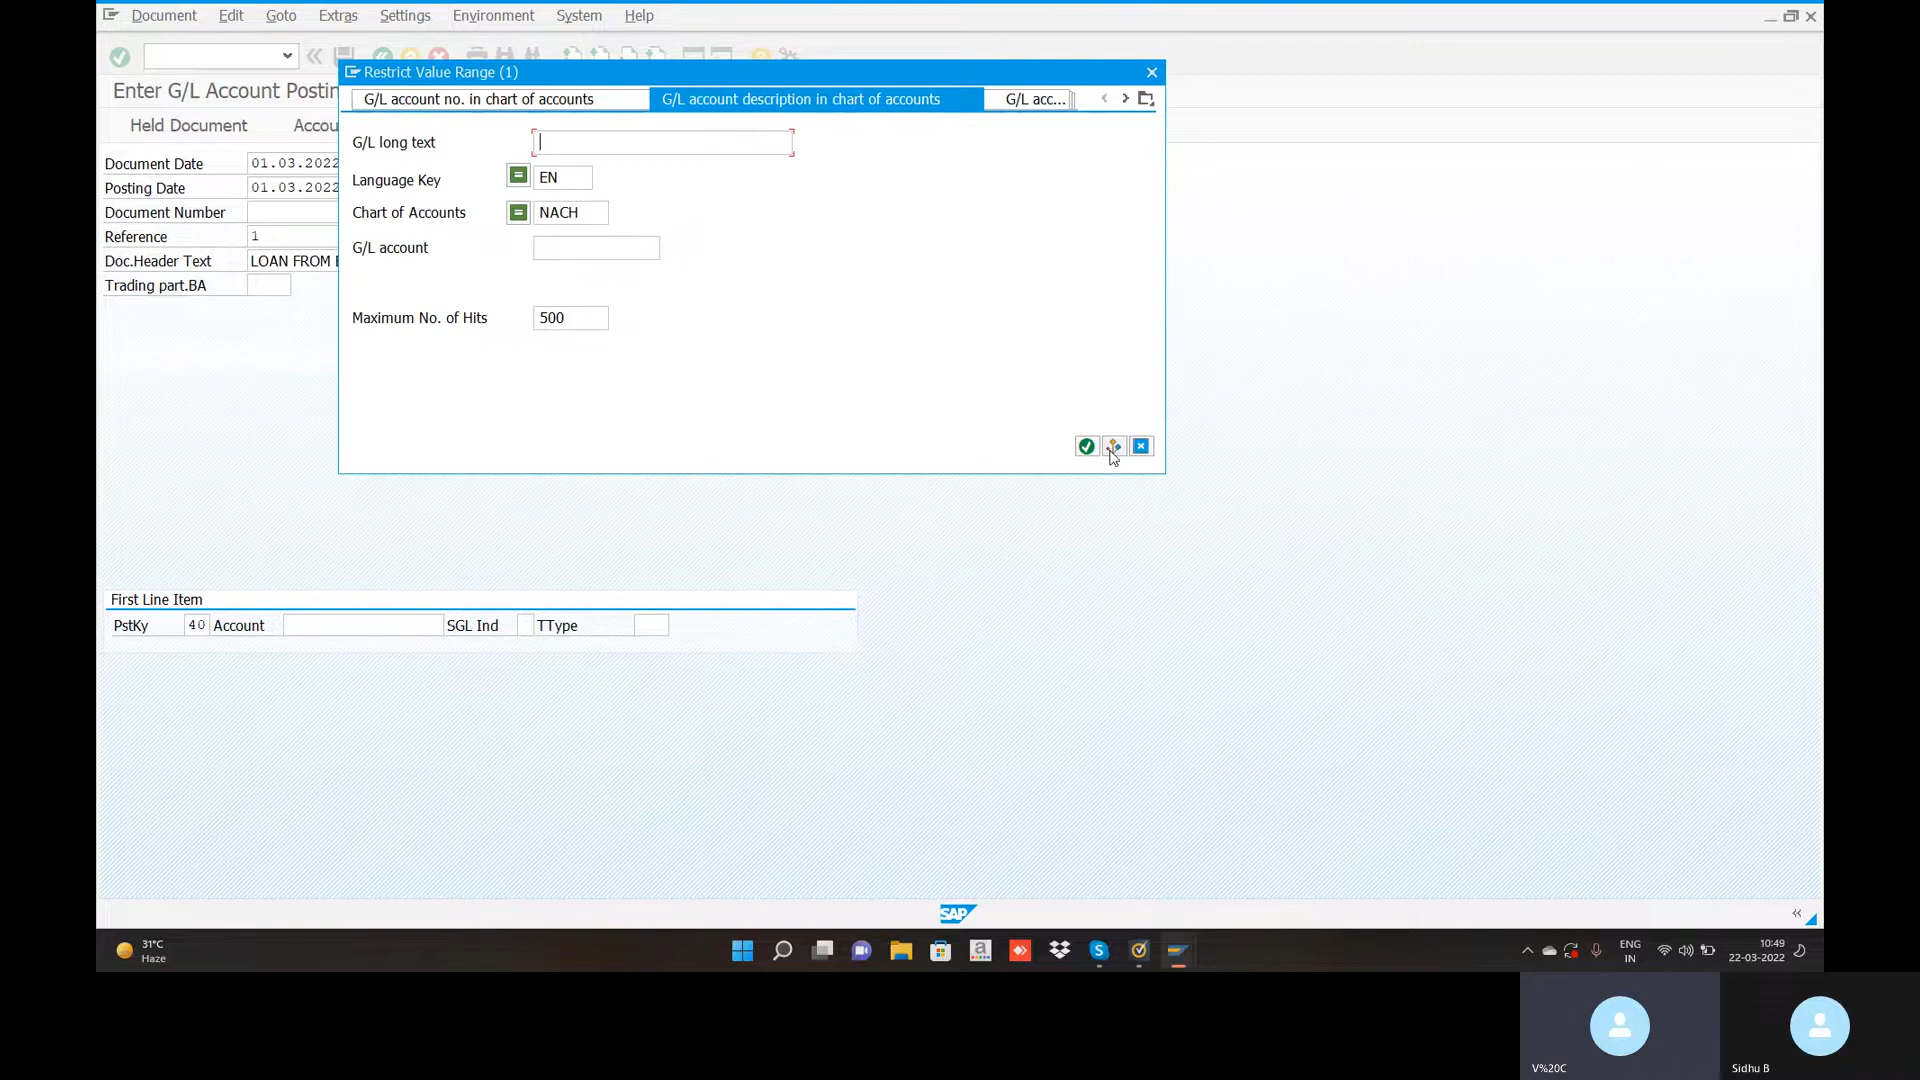 Document Edit Goto Extras Settings Environment System Help
Restrict Value Range (1)
Enter G/L Account Postin
G/L account no. in chart of accounts G/L account description in chart of accounts G/L acc...
Held Document Accou
G/L long text
Document Date 01.03.2022
Language Key = EN
Posting Date 01.03.2022
Chart of Accounts = NACH
Document Number
Reference 1
G/L account
Doc.Header Text LOAN FROM
Trading part.BA
Maximum No. of Hits 500
First Line Item
PstKy 40 Account SGL Ind TType
SAP
31°C
Haze
ENG
IN
10:49
22-03-2022
V%20C
Sidhu B